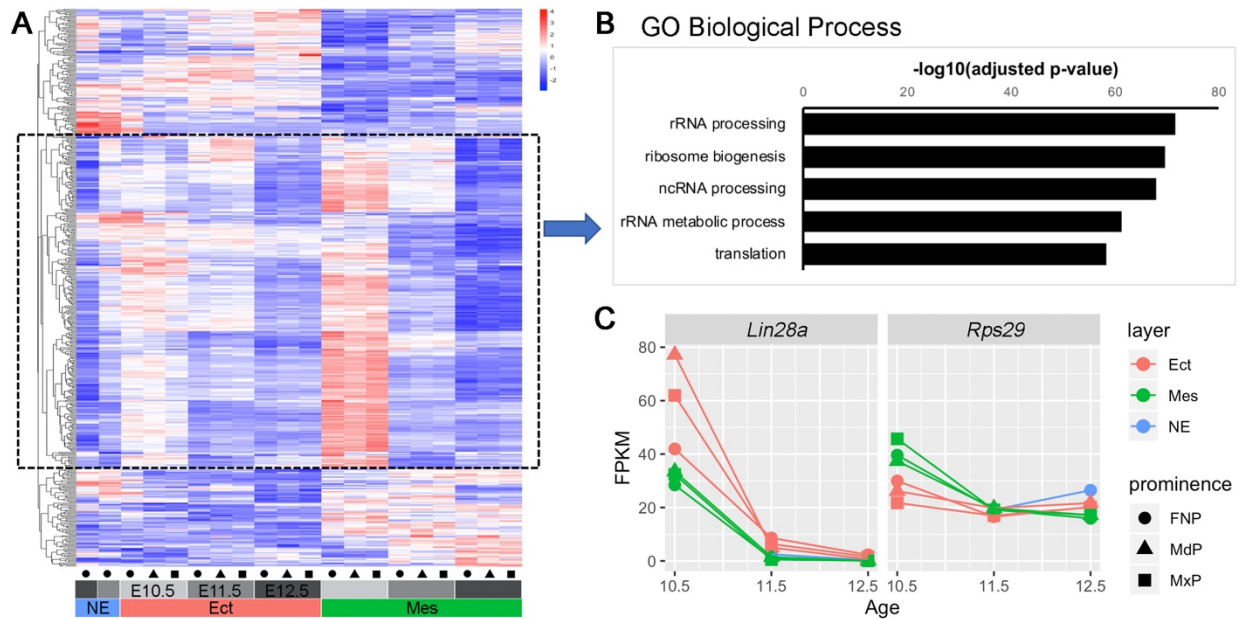 A
4
3
2
1
0
-1
-2
E10.5 E11.5 E12.5
NE Ect Mes
B GO Biological Process
-log10(adjusted p-value)
0 20 40 60 80
rRNA processing
ribosome biogenesis
ncRNA processing
rRNA metabolic process
translation
C
Lin28a Rps29
80
60
40
20
0
FPKM
10.5 11.5 12.5 10.5 11.5 12.5
Age
layer
Ect
Mes
NE
prominence
FNP
MdP
MxP